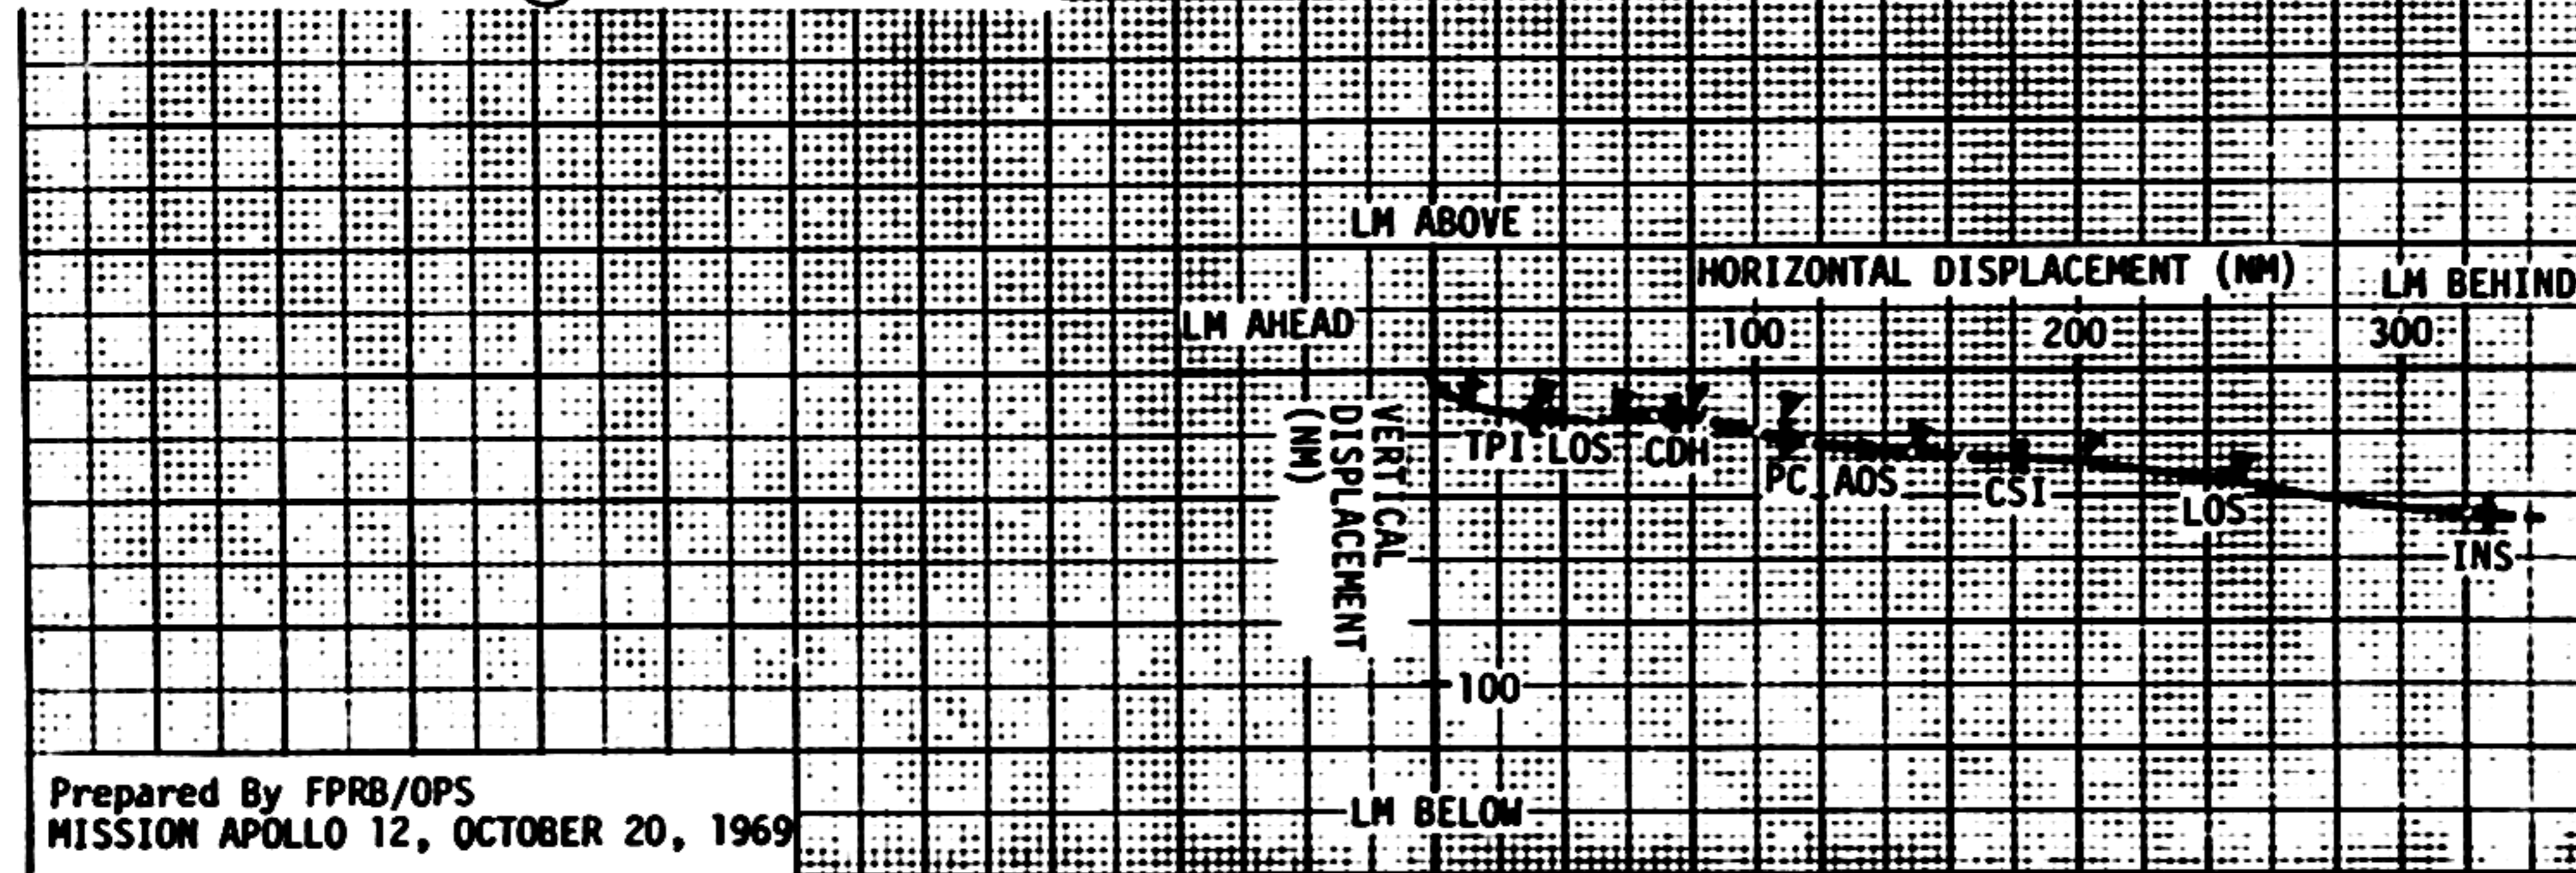 LM ABOVE
HORIZONTAL DISPLACEMENT (NM)
LM BEHIND
LM AHEAD
100
200
300
VERTICAL
DISPLACEMENT
(NM)
TPI
LOS
CDH
PC
AOS
CSI
LOS
INS
100
LM BELOW
Prepared By FPRB/OPS
MISSION APOLLO 12, OCTOBER 20, 1969